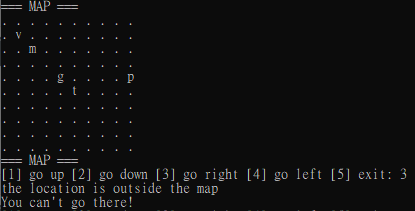 === MAP ===
. . . . . . . . . .
. v . . . . . . . .
. . m . . . . . . .
. . . . . . . . . .
. . . . g . . . . p
. . . . . t . . . .
. . . . . . . . . .
. . . . . . . . . .
. . . . . . . . . .
. . . . . . . . . .
=== MAP ===
[1] go up [2] go down [3] go right [4] go left [5] exit: 3
the location is outside the map
You can't go there!